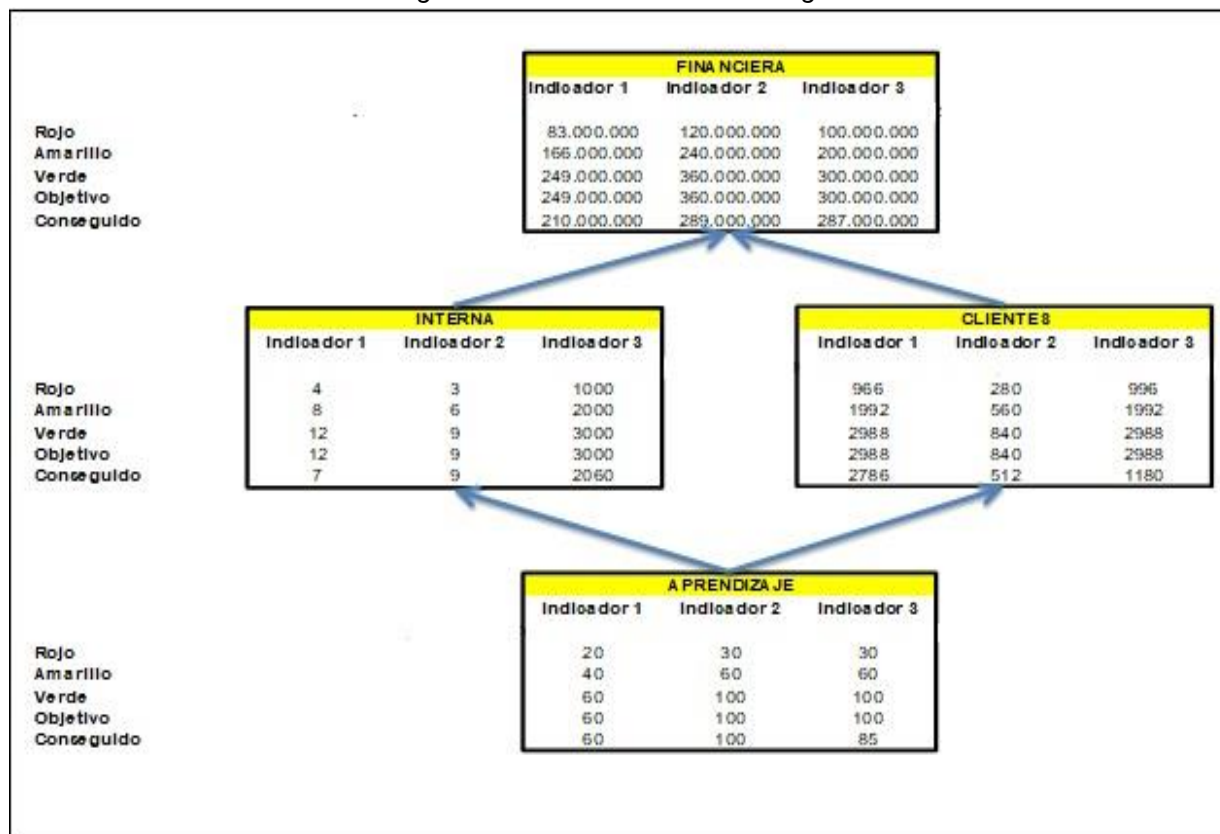 FINANCIERA
Indicador 1 Indicador 2 Indicador 3
Rojo 83.000.000 120.000.000 100.000.000
Amarillo 166.000.000 240.000.000 200.000.000
Verde 249.000.000 360.000.000 300.000.000
Objetivo 249.000.000 360.000.000 300.000.000
Conseguido 210.000.000 289.000.000 287.000.000
INTERNA CLIENTES
Indicador 1 Indicador 2 Indicador 3 Indicador 1 Indicador 2 Indicador 3
Rojo 4 3 1000 966 280 996
Amarillo 8 6 2000 1992 560 1992
Verde 12 9 3000 2988 840 2988
Objetivo 12 9 3000 2988 840 2988
Conseguido 7 9 2060 2786 512 1180
APRENDIZAJE
Indicador 1 Indicador 2 Indicador 3
Rojo 20 30 30
Amarillo 40 60 60
Verde 60 100 100
Objetivo 60 100 100
Conseguido 60 100 85